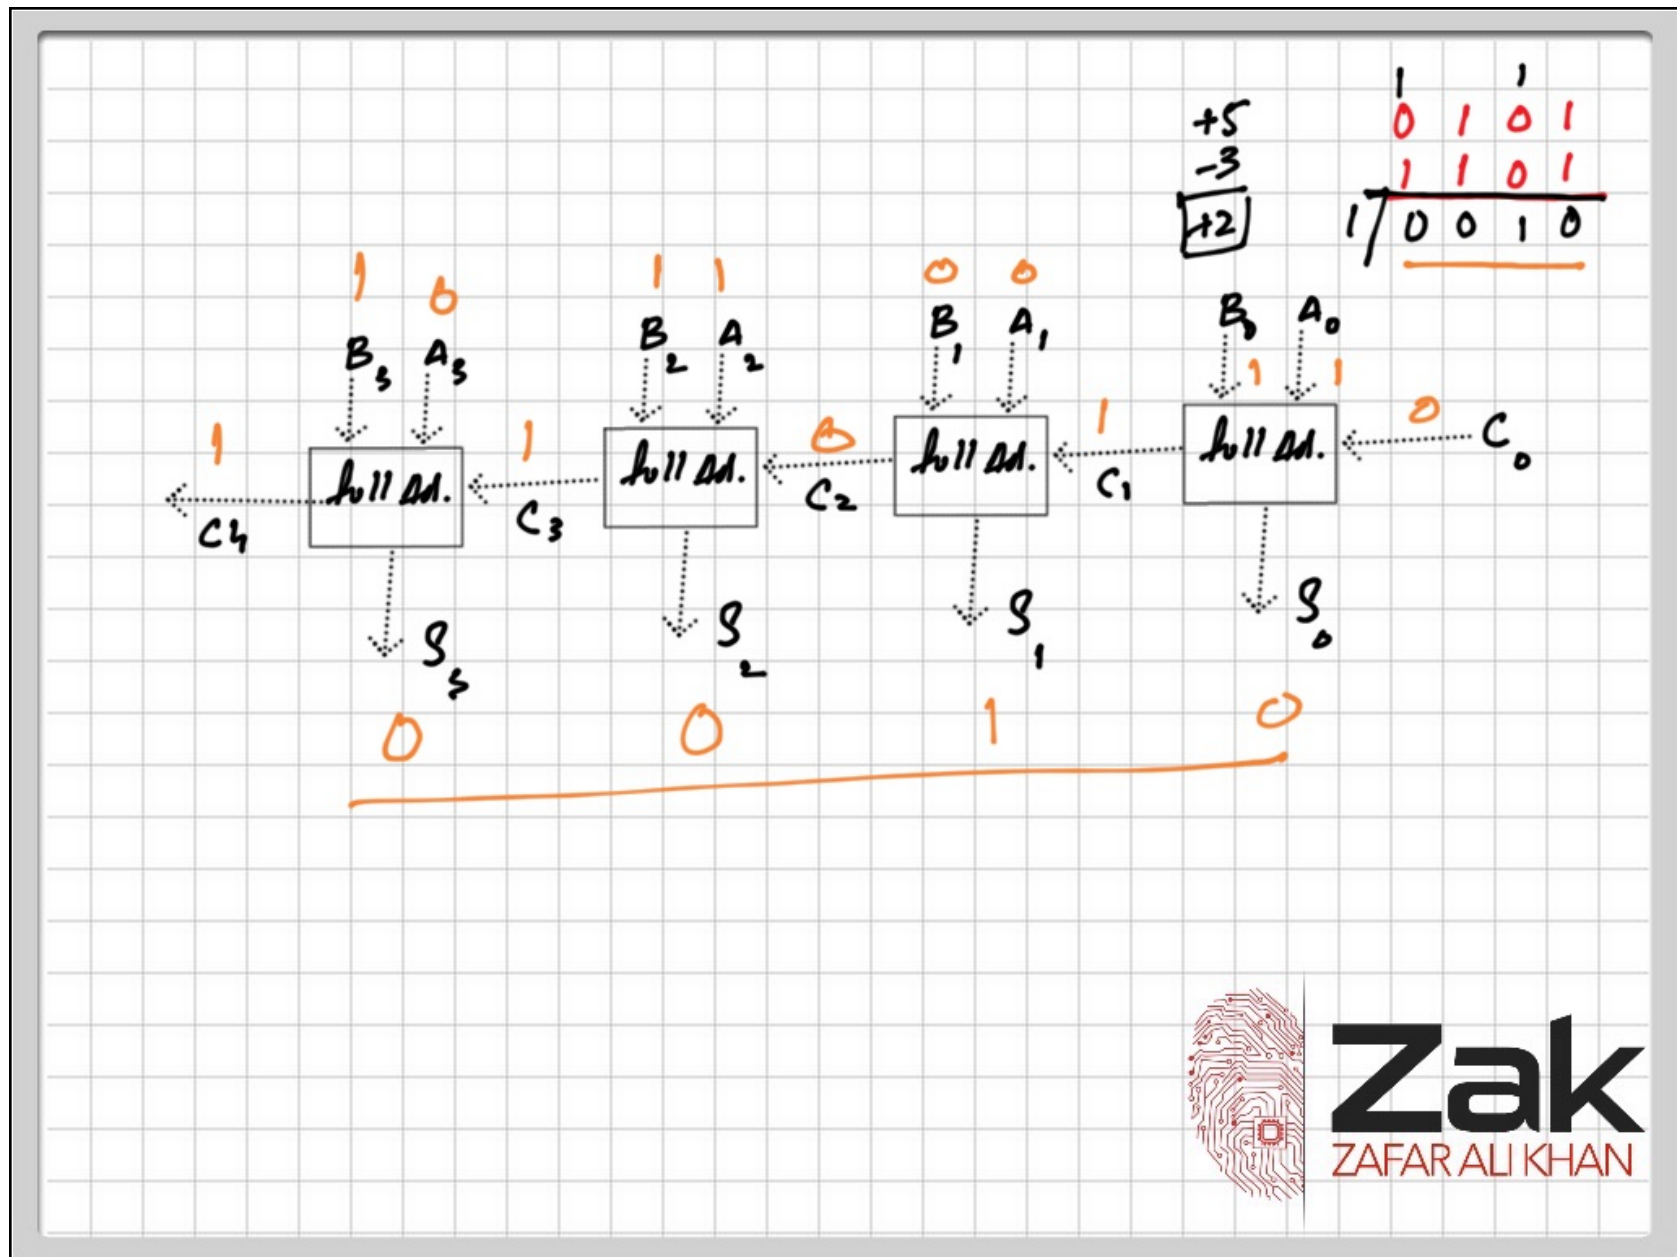 1 1
+5 0 1 0 1
-3 1 1 0 1
+2 1 0 0 1 0
1 0 1 1 0 0
B3 A3 B2 A2 B1 A1 B0 A0
1 1
1 1 0 1 0
full Ad. full Ad. full Ad. full Ad. C0
C4 C3 C2 C1
S3 S2 S1 S0
0 0 1 0
Zak
ZAFAR ALI KHAN